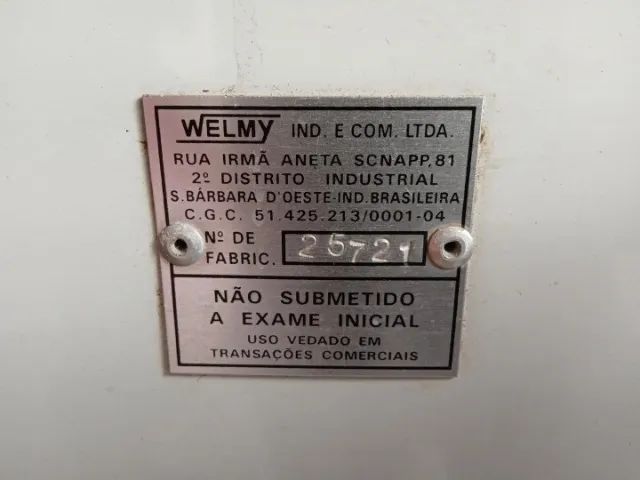 WELMY IND. E COM. LTDA.
RUA IRMÃ ANETA SCNAPP, 81
2º DISTRITO INDUSTRIAL
S. BÁRBARA D'OESTE-IND. BRASILEIRA
C.G.C. 51.425.213/0001-04
Nº DE
FABRIC. 25721
NÃO SUBMETIDO
A EXAME INICIAL
USO VEDADO EM
TRANSAÇÕES COMERCIAIS